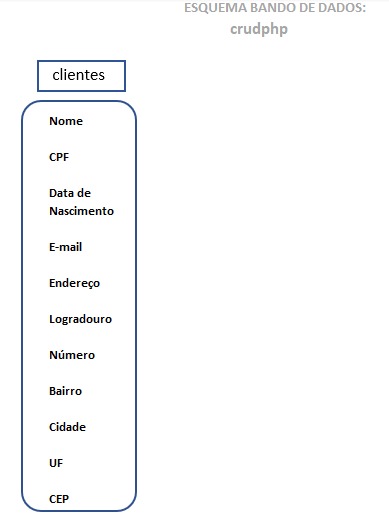 ESQUEMA BANDO DE DADOS:
crudphp
clientes
Nome
CPF
Data de
Nascimento
E-mail
Endereço
Logradouro
Número
Bairro
Cidade
UF
CEP